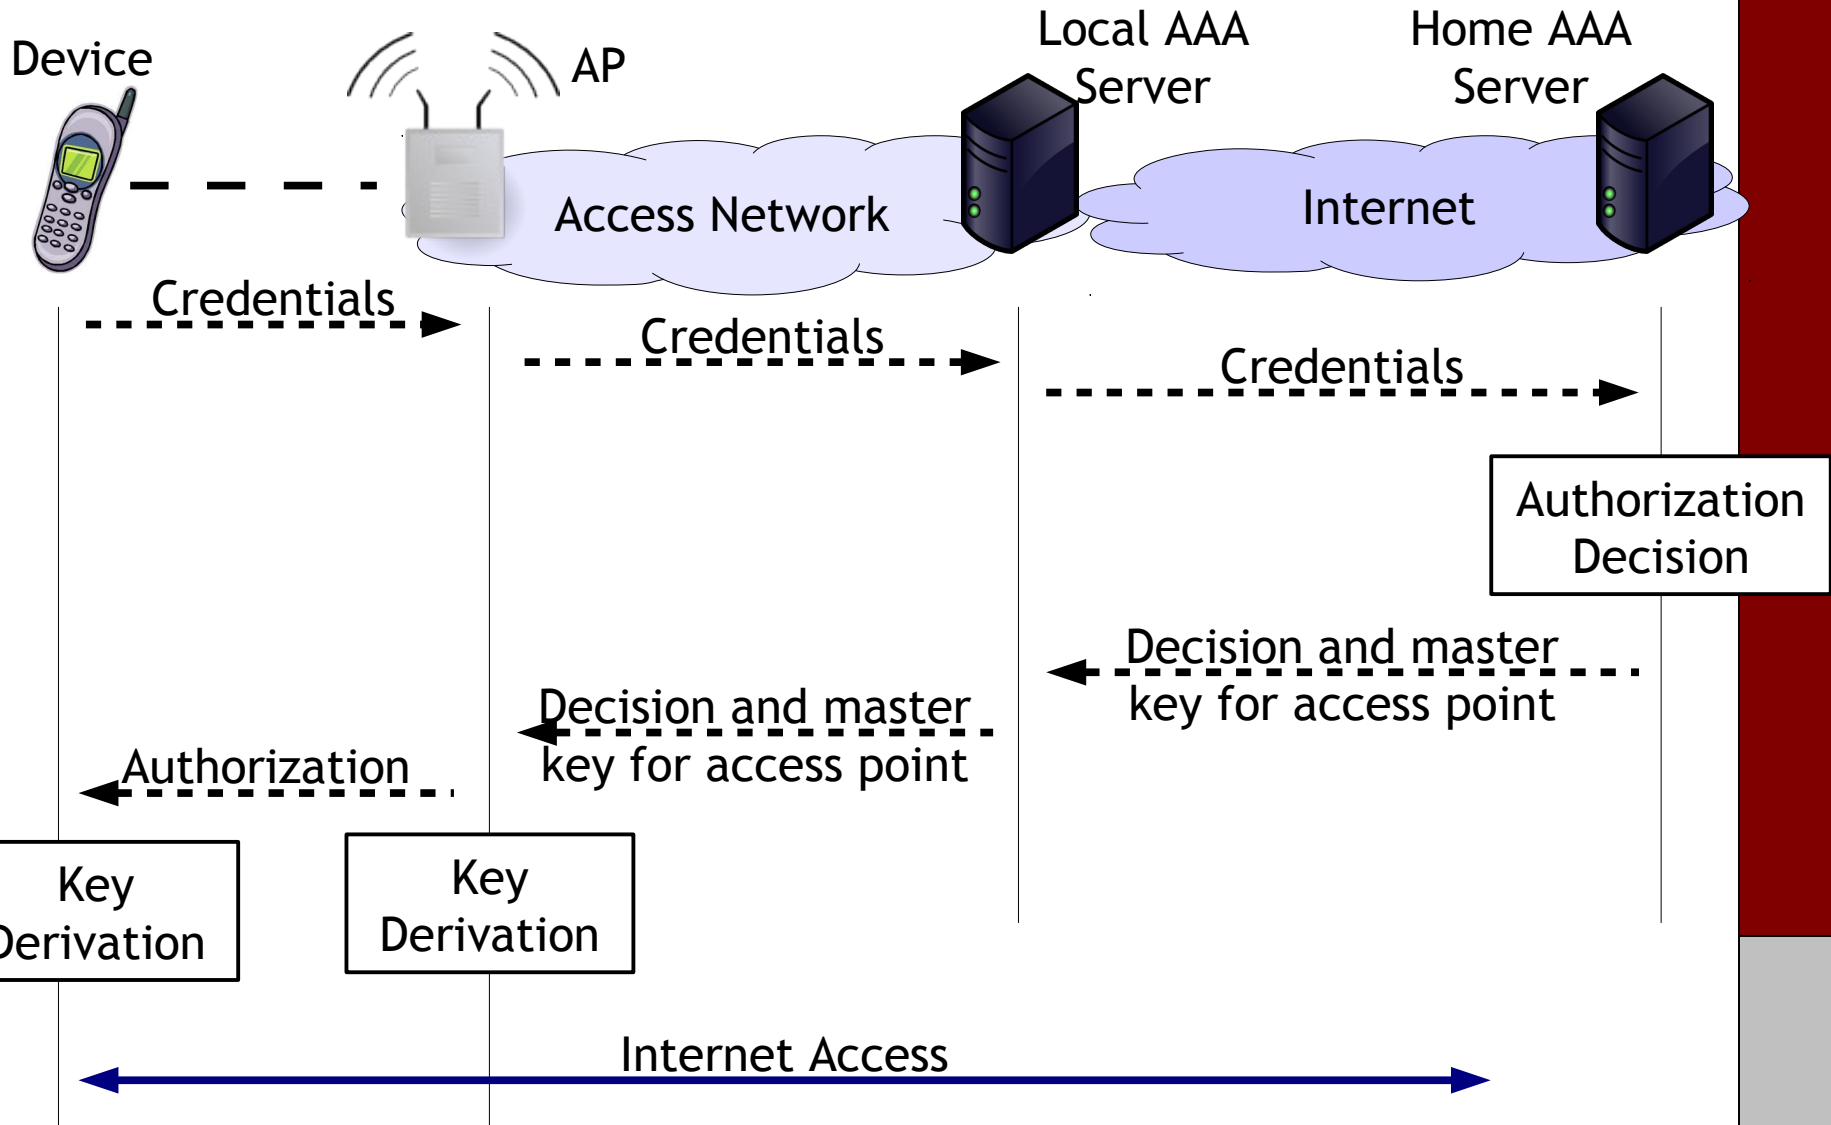 Device
AP
Local AAA
Server
Home AAA
Server
Access Network
Internet
Credentials
Credentials
Credentials
Authorization
Decision
Decision and master
key for access point
Decision and master
key for access point
Authorization
Key
Derivation
Key
Derivation
Internet Access